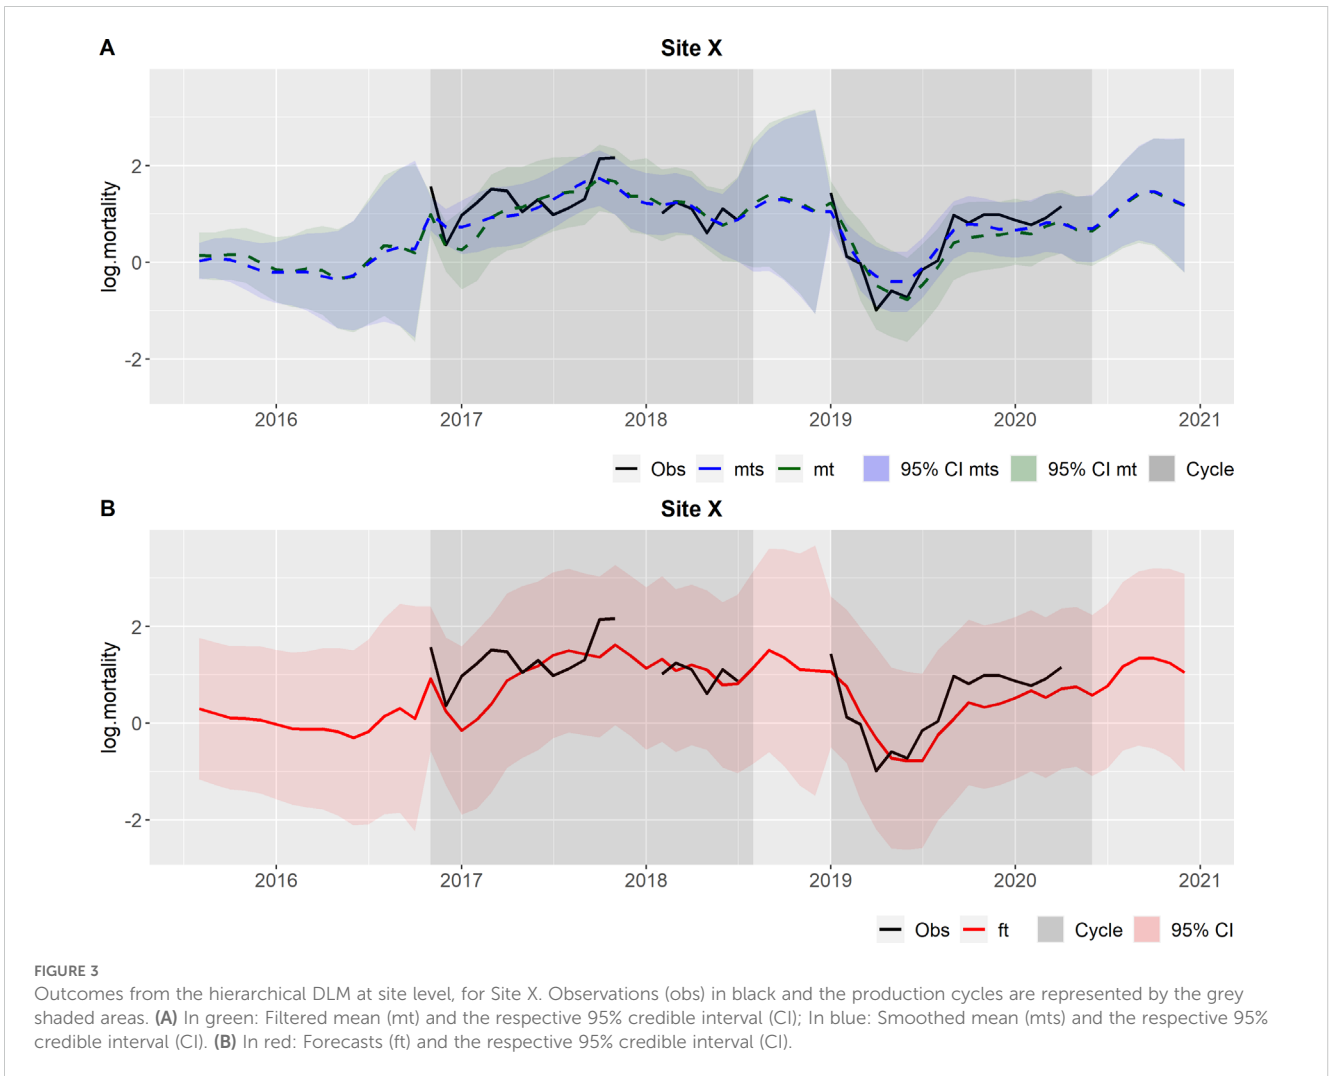 A
Site X
log.mortality
2
0
-2
2016 2017 2018 2019 2020 2021
Obs mts mt 95% CI mts 95% CI mt Cycle
B
Site X
log.mortality
2
0
-2
2016 2017 2018 2019 2020 2021
Obs ft Cycle 95% CI
FIGURE 3
Outcomes from the hierarchical DLM at site level, for Site X. Observations (obs) in black and the production cycles are represented by the grey
shaded areas. (A) In green: Filtered mean (mt) and the respective 95% credible interval (CI); In blue: Smoothed mean (mts) and the respective 95%
credible interval (CI). (B) In red: Forecasts (ft) and the respective 95% credible interval (CI).